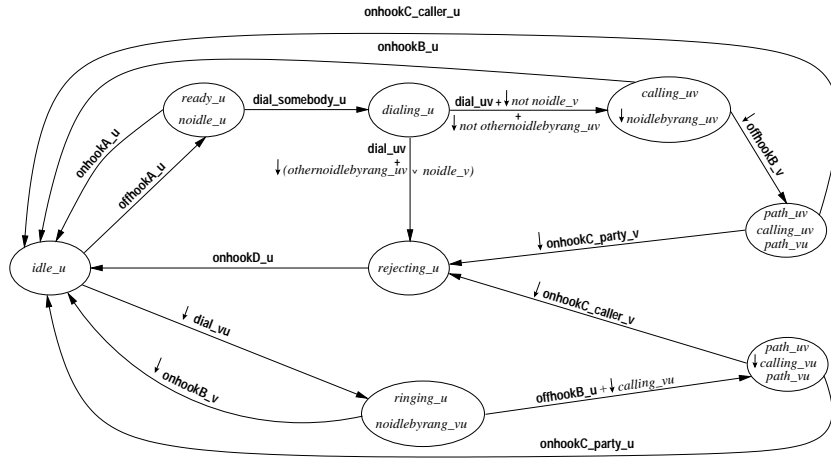 onhookC_caller_u
onhookB_u
ready_u
noidle_u
dial_somebody_u
dialing_u
dial_uv + ↓ not noidle_v
+
↓ not othernoidlebyrang_uv
calling_uv
↓ noidlebyrang_uv
onhookA_u
offhookA_u
dial_uv
+
↓ (othernoidlebyrang_uv ∨ noidle_v)
↓ offhookB_v
path_uv
calling_uv
path_vu
↓ onhookC_party_v
idle_u
onhookD_u
rejecting_u
↓ onhookC_caller_v
↓ dial_vu
↓ onhookB_v
path_uv
↓ calling_vu
path_vu
ringing_u
noidlebyrang_vu
offhookB_u + ↓ calling_vu
onhookC_party_u